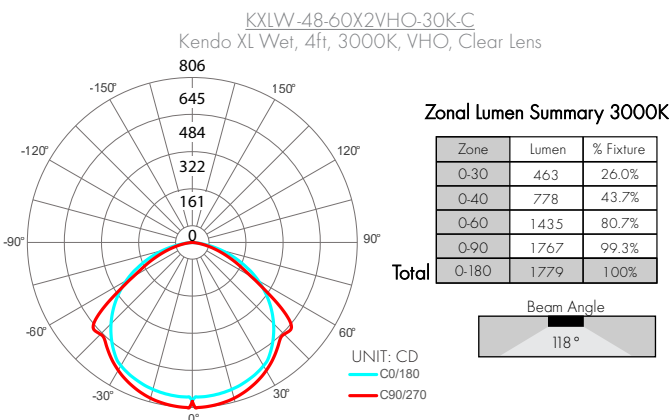 KXLW-48-60X2VHO-30K-C
Kendo XL Wet, 4ft, 3000K, VHO, Clear Lens
806
-150° 645 150°
484
-120° 322 120°
161
-90° 0 90°
-60° 60°
-30° 30°
0°
UNIT: CD
C0/180
C90/270
Zonal Lumen Summary 3000K
Zone Lumen % Fixture
0-30 463 26.0%
0-40 778 43.7%
0-60 1435 80.7%
0-90 1767 99.3%
Total 0-180 1779 100%
Beam Angle
118°